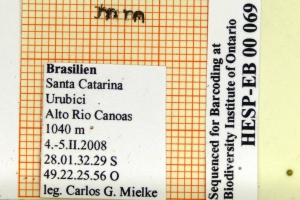 mm
Brasilien
Santa Catarina
Urubici
Alto Rio Canoas
1040 m
4.-5.II.2008
28.01.32.29 S
49.22.25.56 O
leg. Carlos G. Mielke
Sequenced for Barcoding at
Biodiversity Institute of Ontario
HESP-EB 00 069